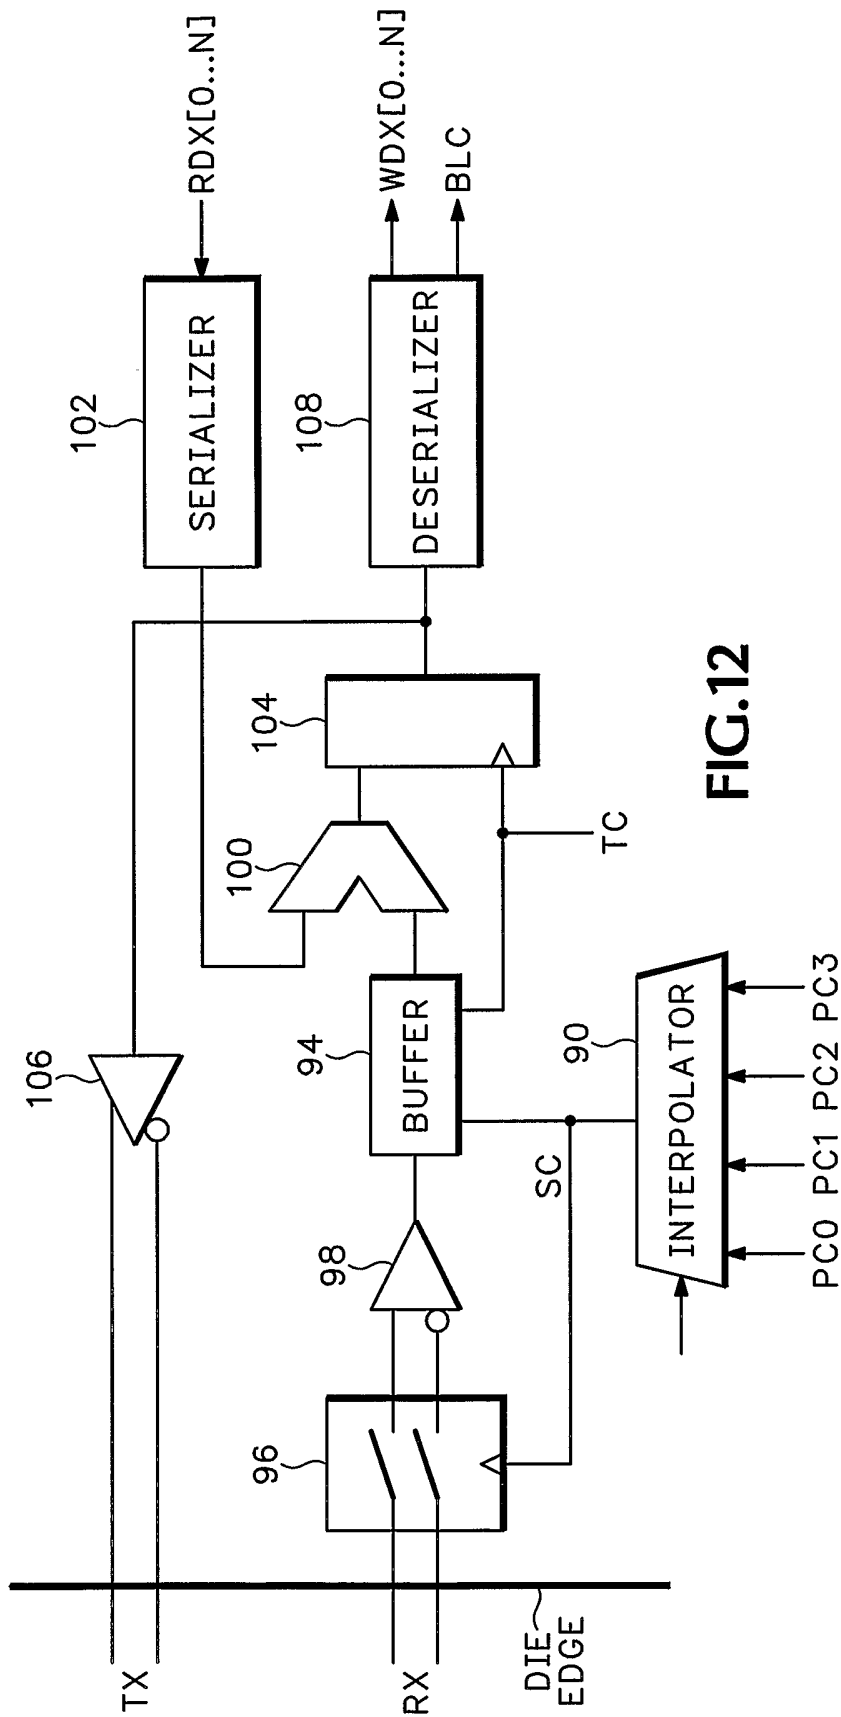 TX
106
102
SERIALIZER
RDX[0...N]
RX
96
98
94
BUFFER
100
104
108
DESERIALIZER
WDX[0...N]
BLC
DIE
EDGE
SC
TC
90
INTERPOLATOR
PC0 PC1 PC2 PC3
FIG.12